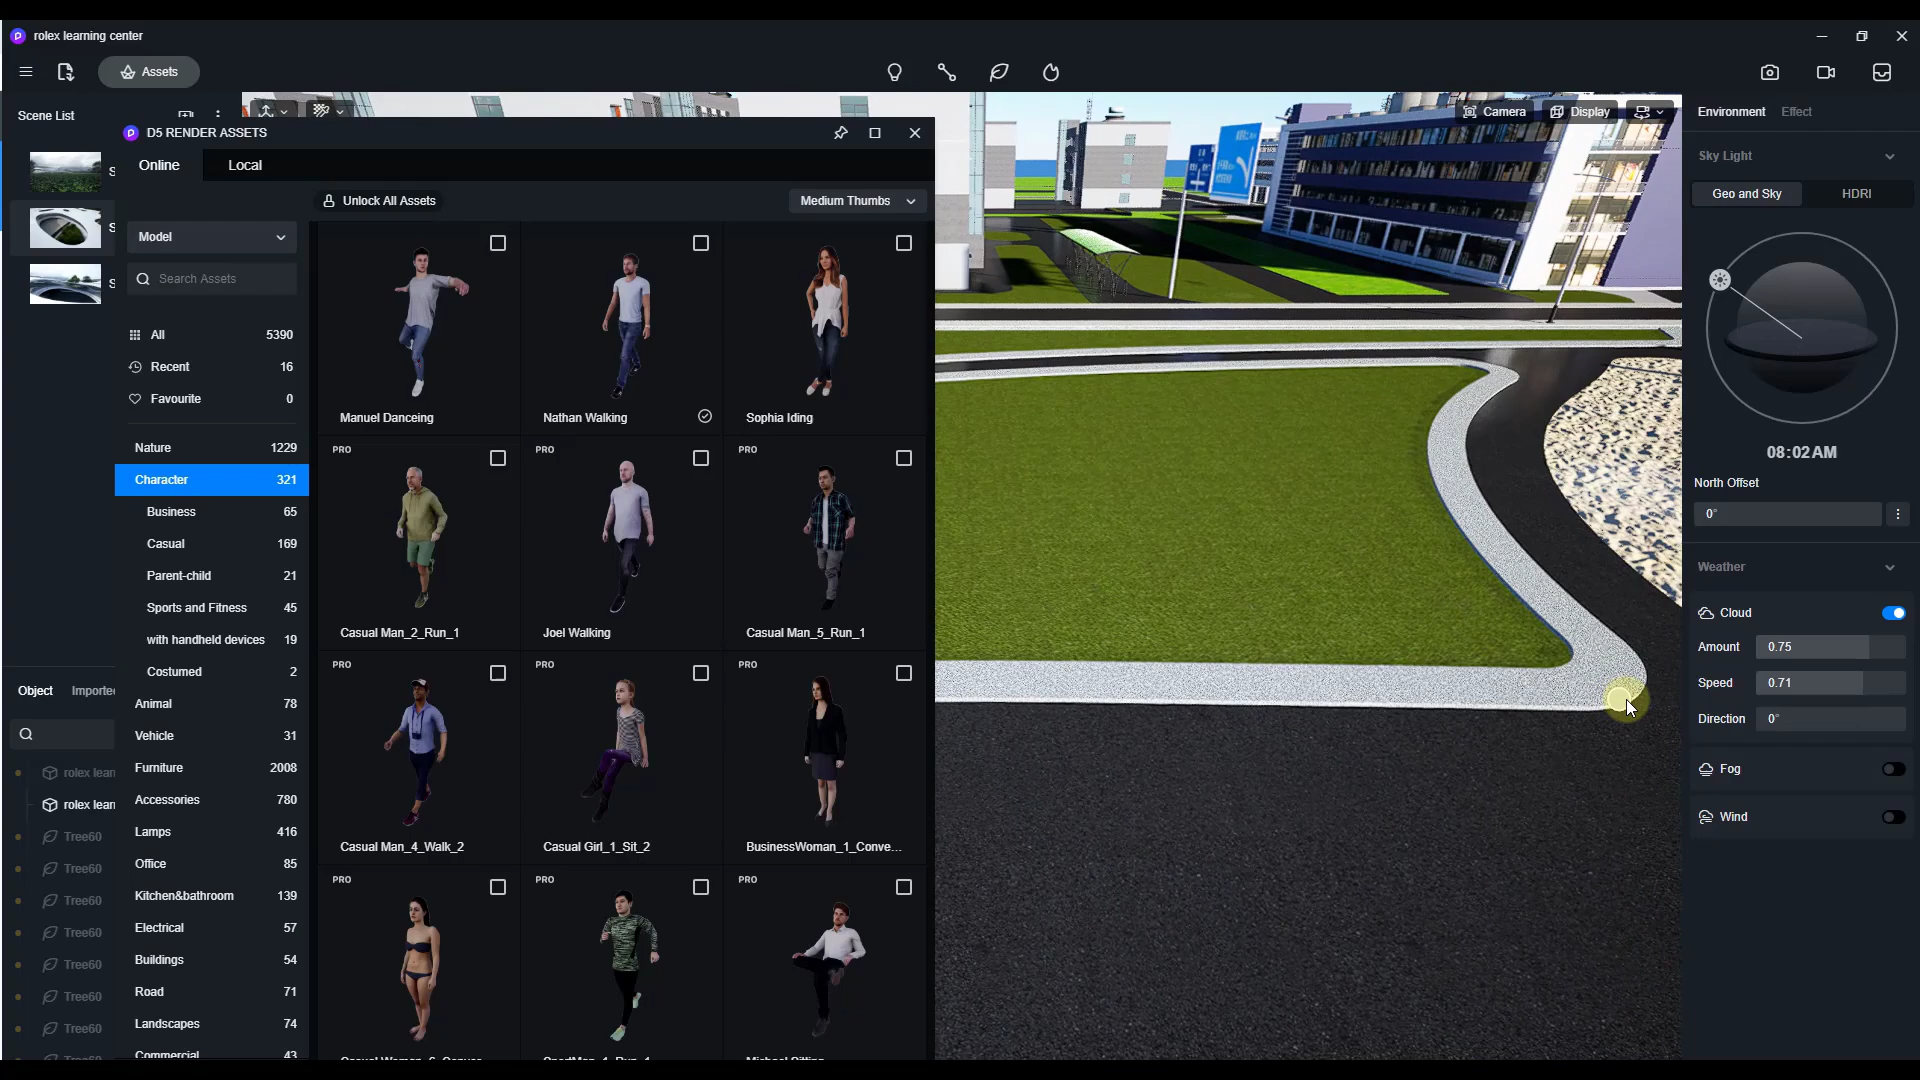 rolex learning center
Assets
Scene List
Camera
Display
Environment
Effect
D5 RENDER ASSETS
Online
Local
Unlock All Assets
Medium Thumbs
Model
Search Assets
All 5390
Recent 16
Favourite 0
Nature 1229
Character 321
Business 65
Casual 169
Parent-child 21
Sports and Fitness 45
with handheld devices 19
Costumed 2
Animal 78
Vehicle 31
Furniture 2008
Accessories 780
Lamps 416
Office 85
Kitchen&bathroom 139
Electrical 57
Buildings 54
Road 71
Landscapes 74
Commercial 43
Manuel Danceing
Nathan Walking
Sophia Iding
PRO
PRO
PRO
Casual Man_2_Run_1
Joel Walking
Casual Man_5_Run_1
PRO
PRO
PRO
Casual Man_4_Walk_2
Casual Girl_1_Sit_2
BusinessWoman_1_Conve...
PRO
PRO
PRO
Object
Importe
rolex lear
rolex lear
Tree60
Tree60
Tree60
Tree60
Tree60
Tree60
Tree60
Sky Light
Geo and Sky
HDRI
08:02AM
North Offset
0°
Weather
Cloud
Amount 0.75
Speed 0.71
Direction 0°
Fog
Wind